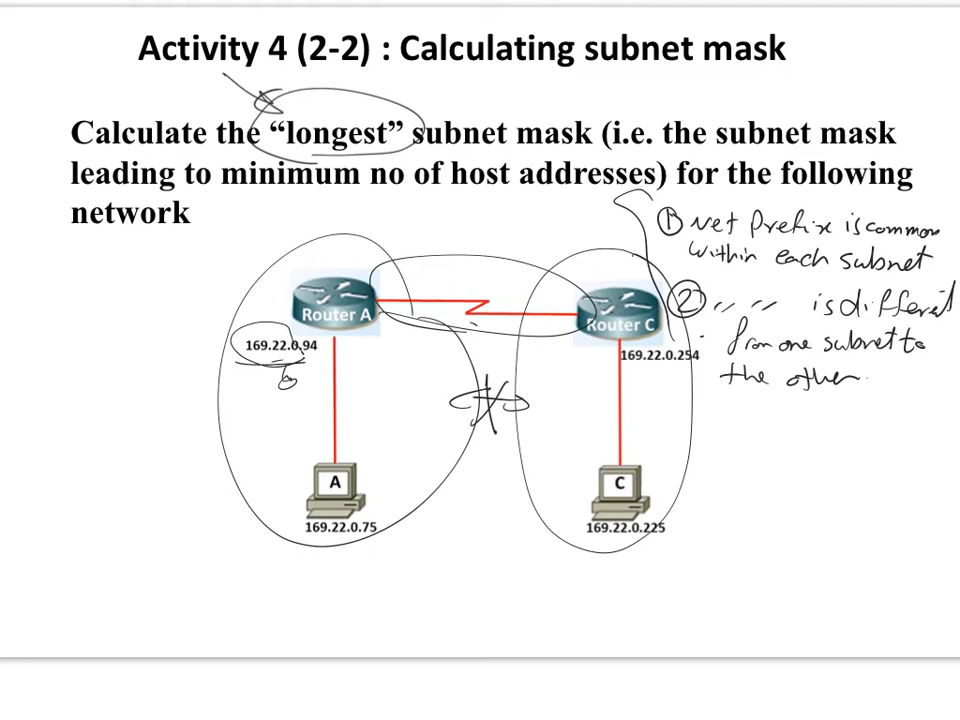 Activity 4 (2-2) : Calculating subnet mask
Calculate the “longest” subnet mask (i.e. the subnet mask
leading to minimum no of host addresses) for the following
network
① Net Prefix is common
within each subnet
② 〃 〃 is different
from one subnet to
the other.
Router A
Router C
169.22.0.94
169.22.0.254
A
C
169.22.0.75
169.22.0.225